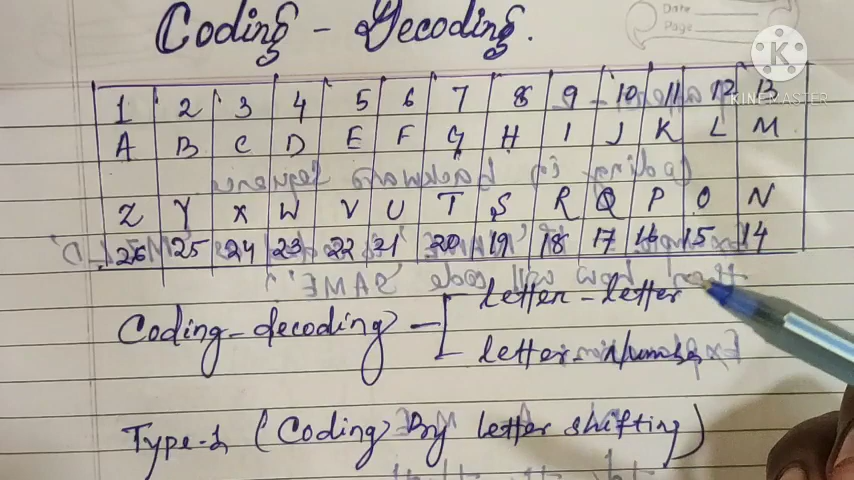 Date
Page
Coding - Decoding.
K
KINEMASTER
1 2 3 4 5 6 7 8 9 10 11 12 13
A B C D E F G H I J K L M
Z Y X W V U T S R Q P O N
26 25 24 23 22 21 20 19 18 17 16 15 14
Coding-decoding - letter - letter
letter - number
Type-1 (Coding By letter shifting)